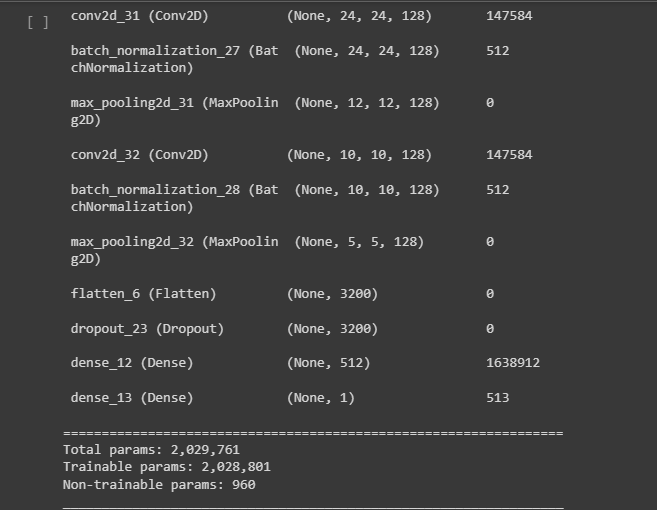 [ ]
conv2d_31 (Conv2D) (None, 24, 24, 128) 147584
batch_normalization_27 (Bat (None, 24, 24, 128) 512
chNormalization)
max_pooling2d_31 (MaxPoolin (None, 12, 12, 128) 0
g2D)
conv2d_32 (Conv2D) (None, 10, 10, 128) 147584
batch_normalization_28 (Bat (None, 10, 10, 128) 512
chNormalization)
max_pooling2d_32 (MaxPoolin (None, 5, 5, 128) 0
g2D)
flatten_6 (Flatten) (None, 3200) 0
dropout_23 (Dropout) (None, 3200) 0
dense_12 (Dense) (None, 512) 1638912
dense_13 (Dense) (None, 1) 513
=================================================================
Total params: 2,029,761
Trainable params: 2,028,801
Non-trainable params: 960
_________________________________________________________________